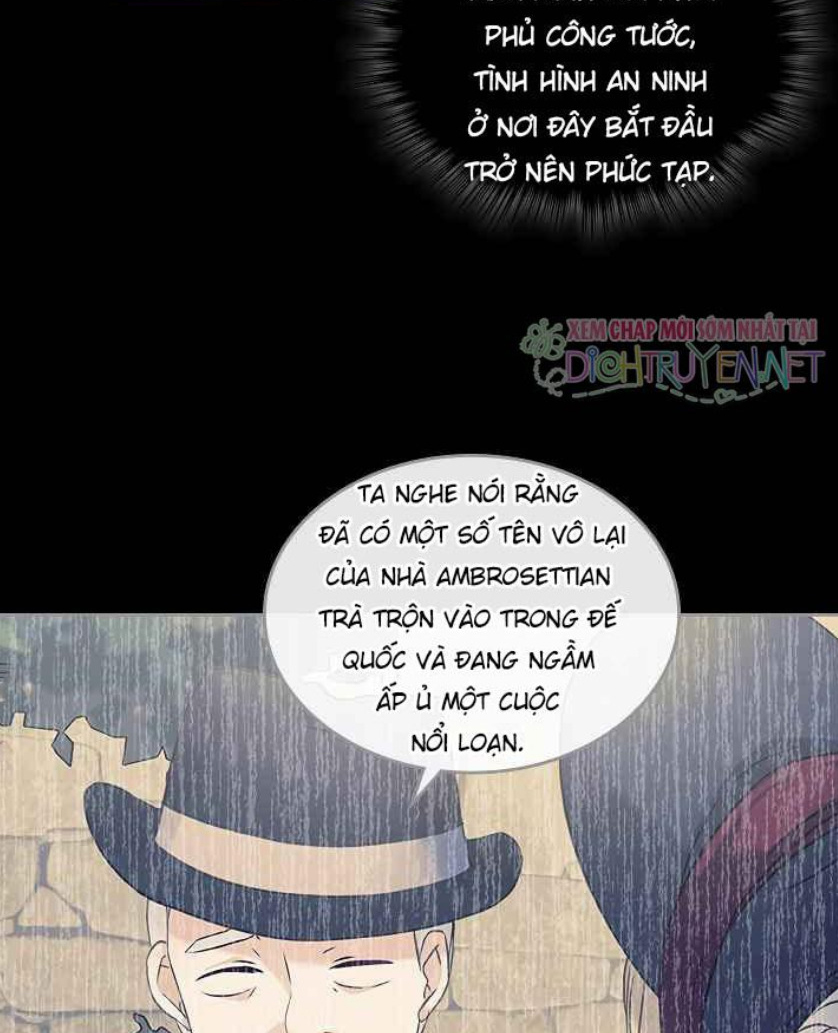 PHỦ CÔNG TƯỚC,
TÌNH HÌNH AN NINH
Ở NƠI ĐÂY BẮT ĐẦU
TRỞ NÊN PHỨC TẠP.
XEM CHAP MỚI SỚM NHẤT TẠI
DICHTRUYEN.NET
TA NGHE NÓI RẰNG
ĐÃ CÓ MỘT SỐ TÊN VÔ LẠI
CỦA NHÀ AMBROSETTIAN
TRÀ TRỘN VÀO TRONG ĐẾ
QUỐC VÀ ĐANG NGẦM
ẤP Ủ MỘT CUỘC
NỔI LOẠN.